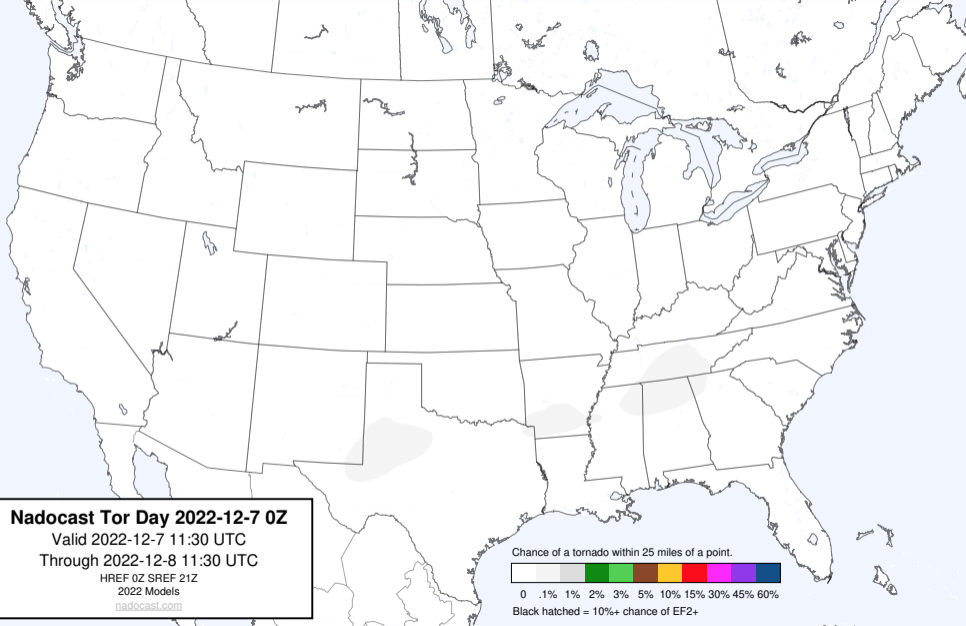 Nadocast Tor Day 2022-12-7 0Z
Valid 2022-12-7 11:30 UTC
Through 2022-12-8 11:30 UTC
HREF 0Z SREF 21Z
2022 Models
nadocast.com
Chance of a tornado within 25 miles of a point.
0 .1% 1% 2% 3% 5% 10% 15% 30% 45% 60%
Black hatched = 10%+ chance of EF2+